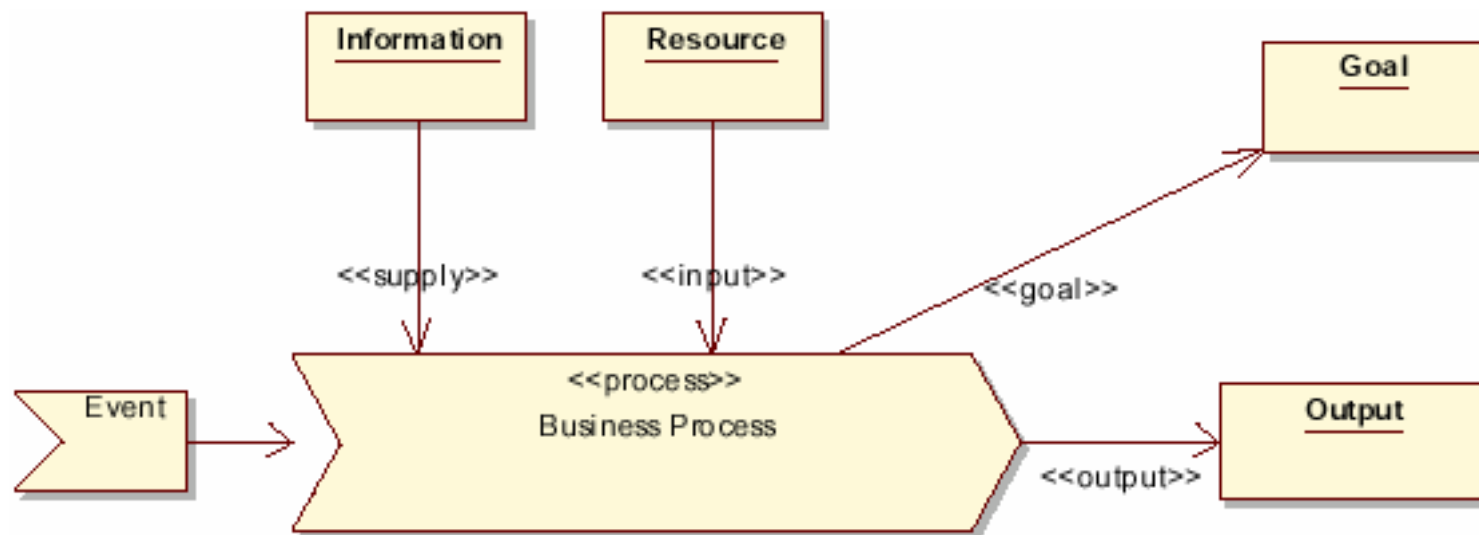 Information
Resource
Goal
<<supply>>
<<input>>
<<goal>>
<<process>>
Event
Business Process
Output
<<output>>